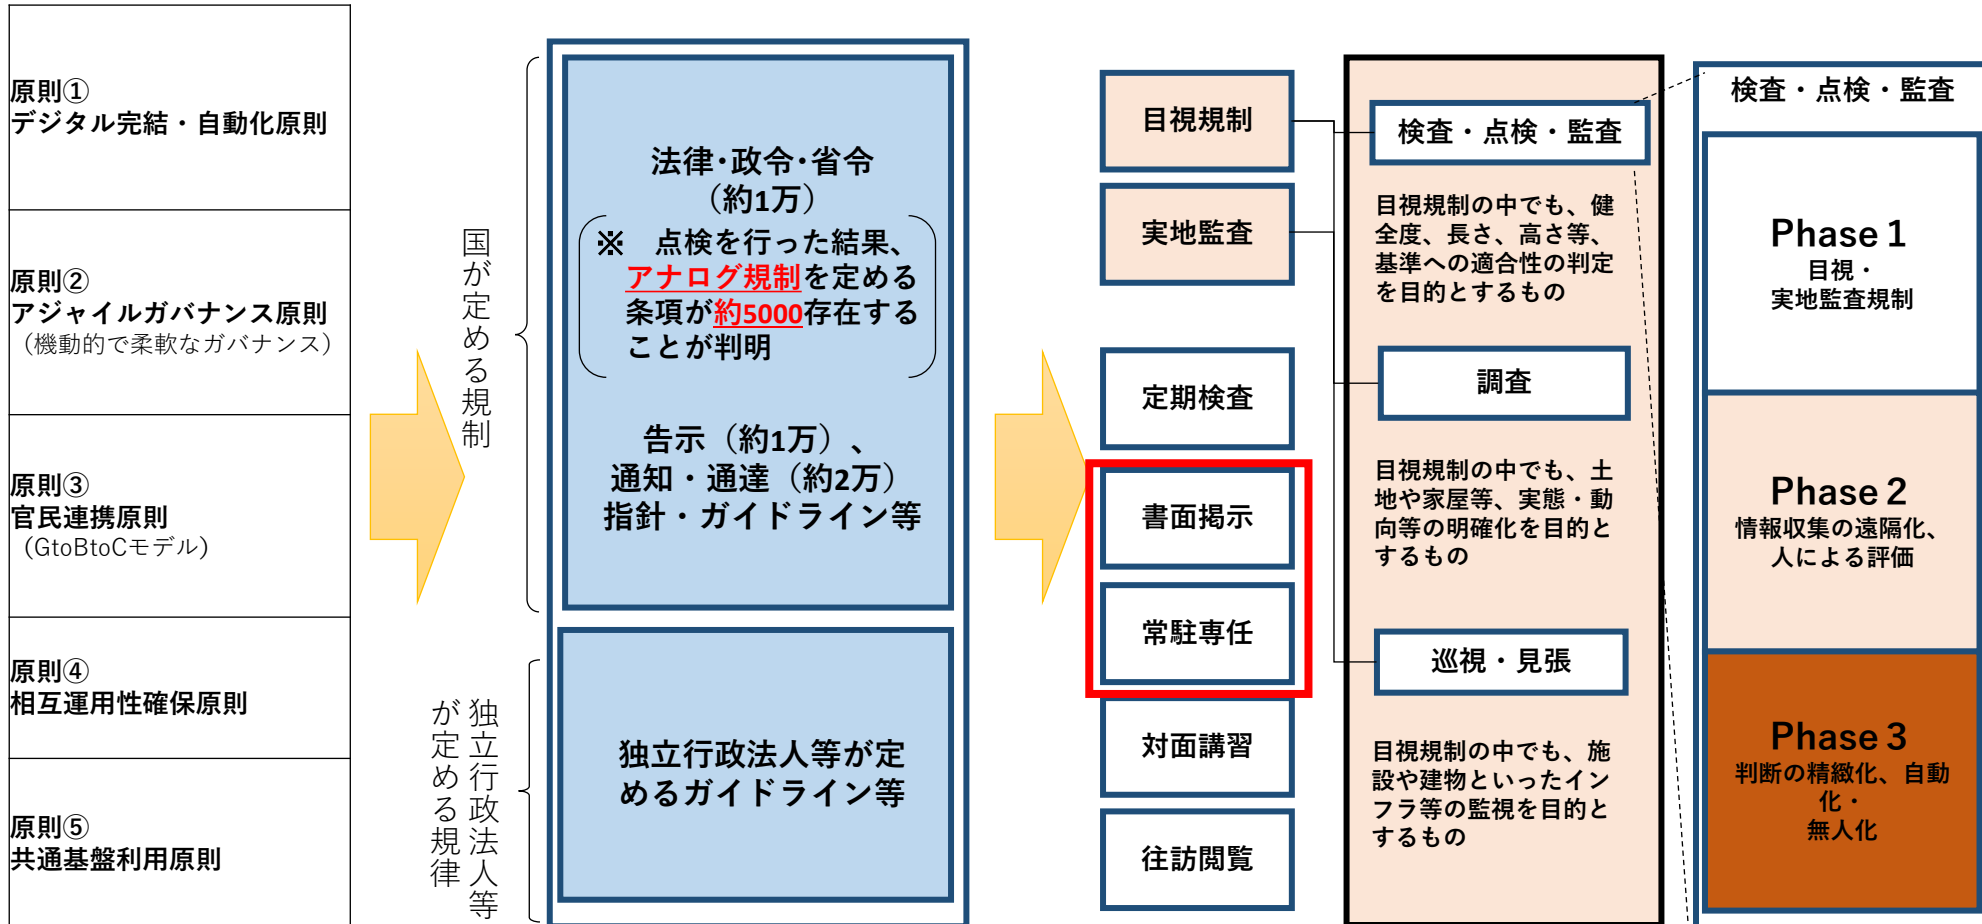 原則①
デジタル完結・自動化原則
原則②
アジャイルガバナンス原則
（機動的で柔軟なガバナンス）
原則③
官民連携原則
（GtoBtoCモデル）
原則④
相互運用性確保原則
原則⑤
共通基盤利用原則
国が定める規制
法律･政令･省令
（約1万）
※　点検を行った結果、
アナログ規制を定める
条項が約5000存在する
ことが判明
告示（約1万）、
通知・通達（約2万）
指針・ガイドライン等
独立行政法人等
が定める規律
独立行政法人等が定
めるガイドライン等
目視規制
実地監査
定期検査
書面掲示
常駐専任
対面講習
往訪閲覧
検査・点検・監査
目視規制の中でも、健
全度、長さ、高さ等、
基準への適合性の判定
を目的とするもの
調査
目視規制の中でも、土
地や家屋等、実態・動
向等の明確化を目的と
するもの
巡視・見張
目視規制の中でも、施
設や建物といったイン
フラ等の監視を目的と
するもの
検査・点検・監査
Phase１
目視・
実地監査規制
Phase２
情報収集の遠隔化、
人による評価
Phase３
判断の精緻化、自動
化・
無人化